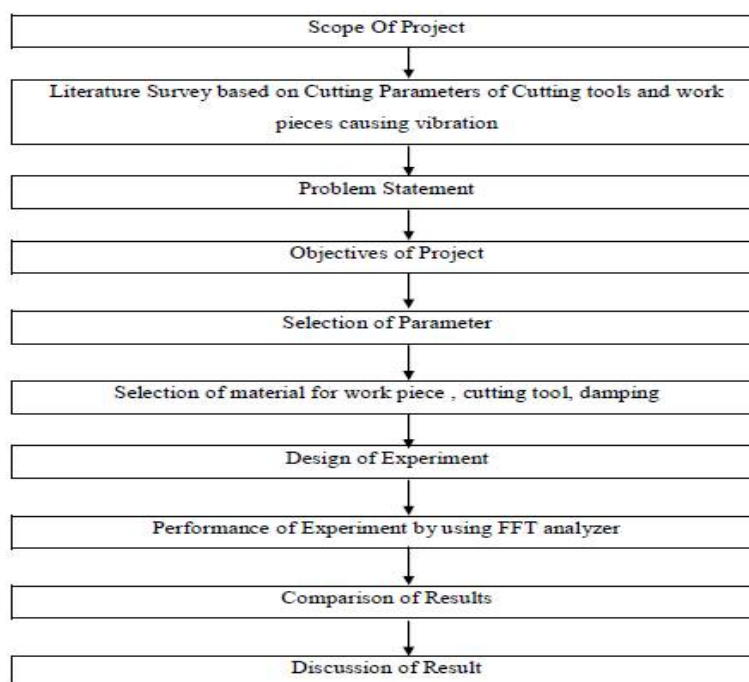 Scope Of Project
Literature Survey based on Cutting Parameters of Cutting tools and work
pieces causing vibration
Problem Statement
Objectives of Project
Selection of Parameter
Selection of material for work piece , cutting tool, damping
Design of Experiment
Performance of Experiment by using FFT analyzer
Comparison of Results
Discussion of Result